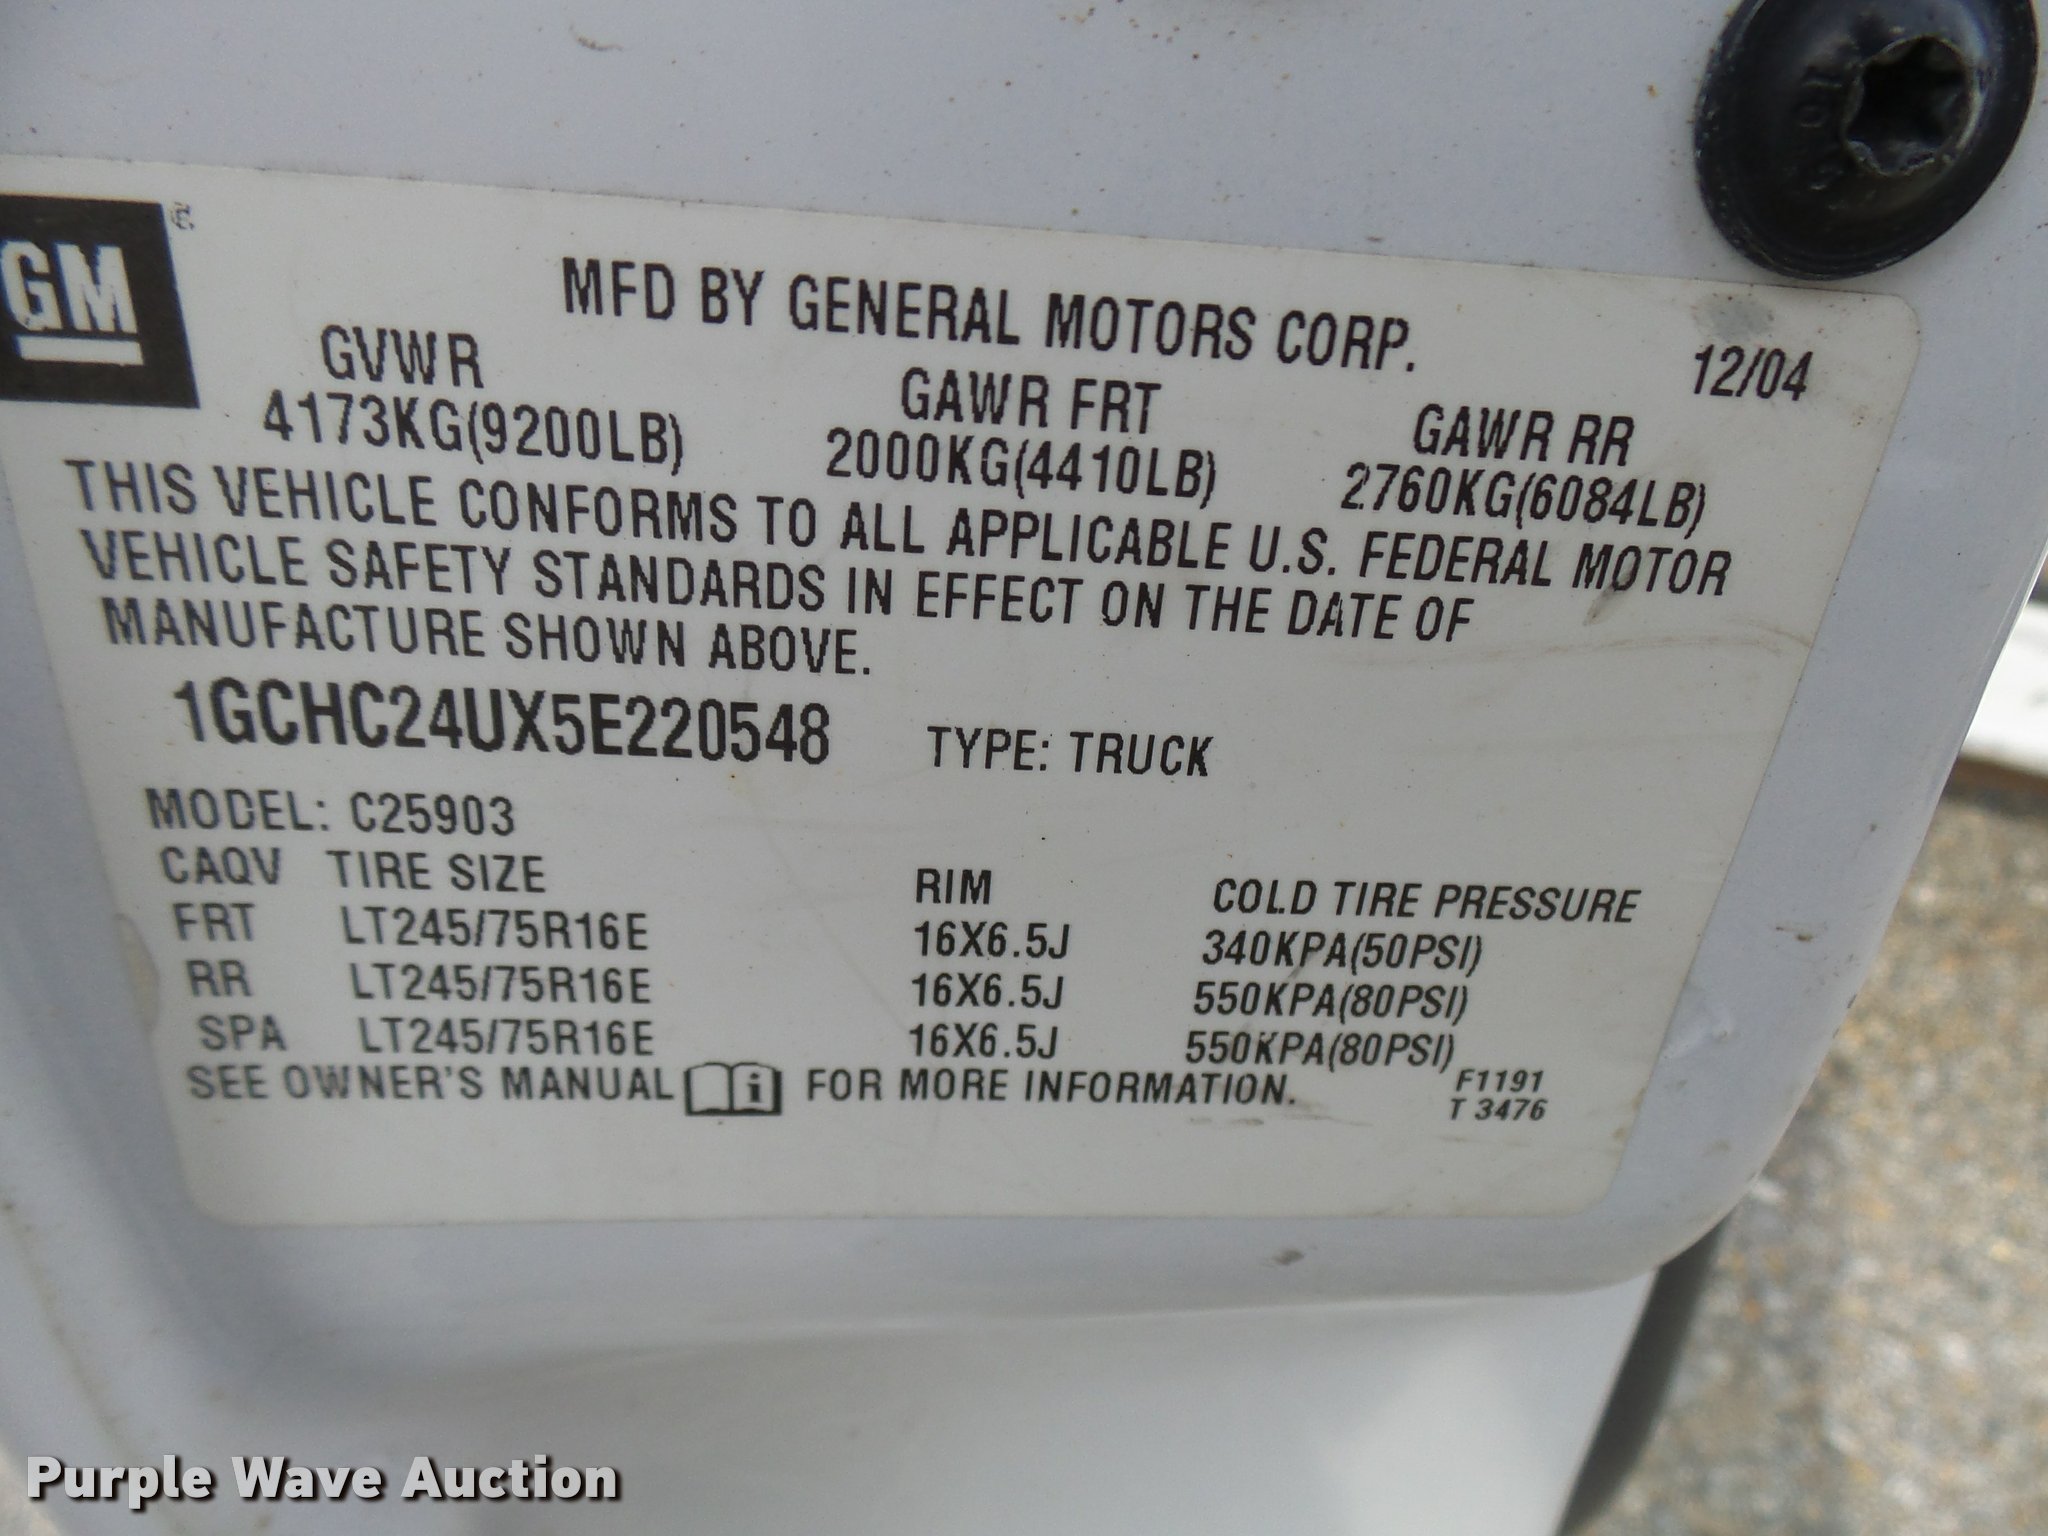 GM ®
MFD BY GENERAL MOTORS CORP.
12/04
GVWR GAWR FRT GAWR RR
4173KG(9200LB) 2000KG(4410LB) 2760KG(6084LB)
THIS VEHICLE CONFORMS TO ALL APPLICABLE U.S. FEDERAL MOTOR
VEHICLE SAFETY STANDARDS IN EFFECT ON THE DATE OF
MANUFACTURE SHOWN ABOVE.
1GCHC24UX5E220548 TYPE: TRUCK
MODEL: C25903
CAQV TIRE SIZE RIM COLD TIRE PRESSURE
FRT LT245/75R16E 16X6.5J 340KPA(50PSI)
RR LT245/75R16E 16X6.5J 550KPA(80PSI)
SPA LT245/75R16E 16X6.5J 550KPA(80PSI)
SEE OWNER'S MANUAL i FOR MORE INFORMATION.
F1191
T 3476
Purple Wave Auction